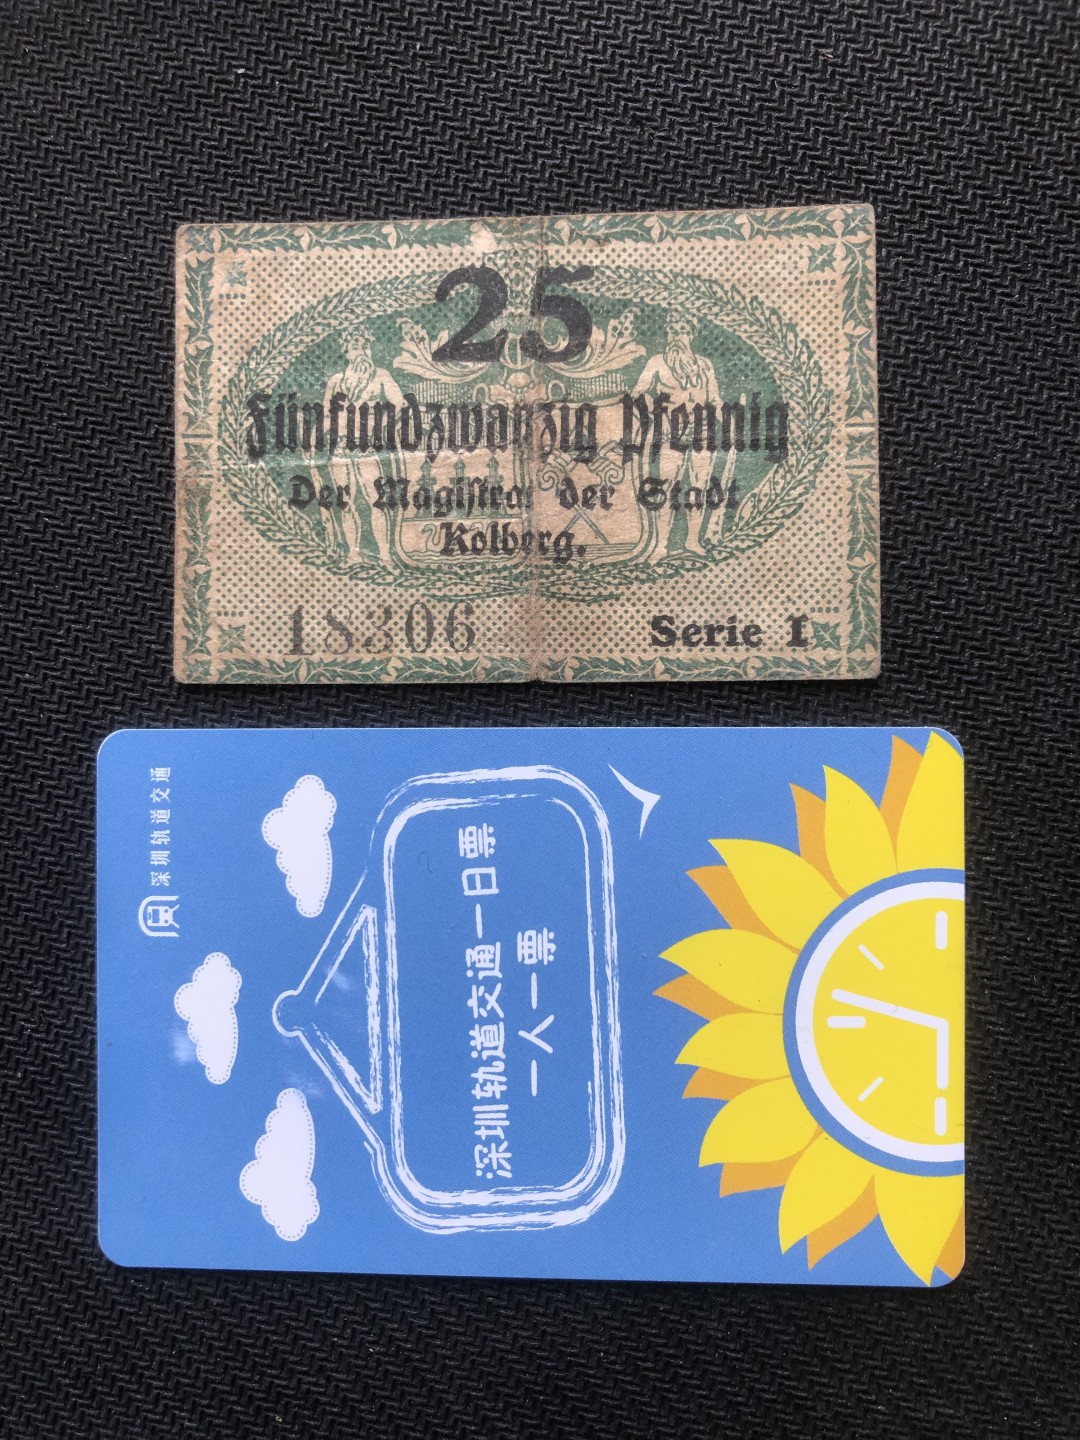 25
Fünfundzwanzig Pfennig
Der Magistrat der Stadt
Kolberg.
18306
Serie I
深圳轨道交通
深圳轨道交通一日票
一人一票